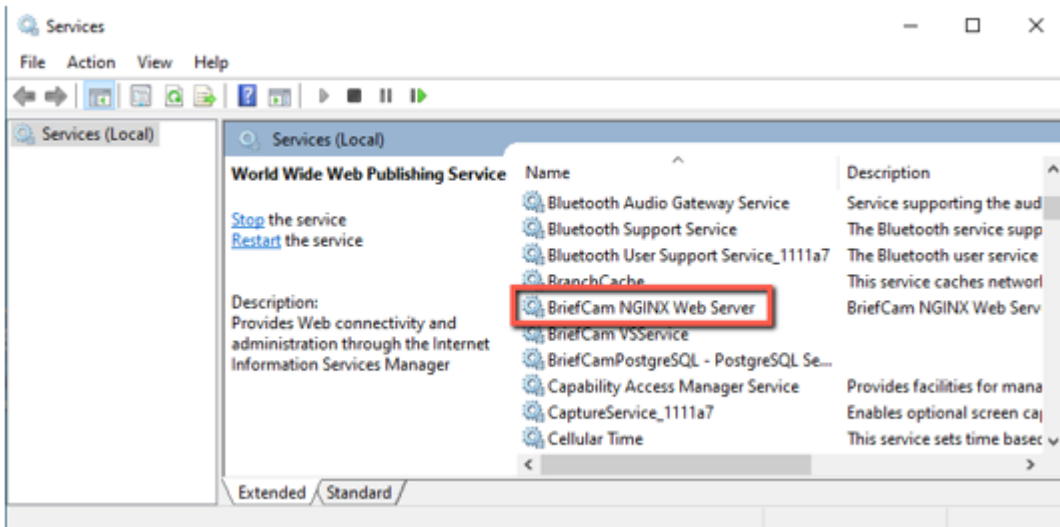 Services
File Action View Help
Services (Local)
Services (Local)
World Wide Web Publishing Service
Stop the service
Restart the service
Description:
Provides Web connectivity and
administration through the Internet
Information Services Manager
Name Description
Bluetooth Audio Gateway Service Service supporting the aud
Bluetooth Support Service The Bluetooth service supp
Bluetooth User Support Service_1111a7 The Bluetooth user service
BranchCache This service caches networl
BriefCam NGINX Web Server BriefCam NGINX Web Serv
BriefCam VSService
BriefCamPostgreSQL - PostgreSQL Se...
Capability Access Manager Service Provides facilities for mana
CaptureService_1111a7 Enables optional screen cap
Cellular Time This service sets time based
Extended Standard